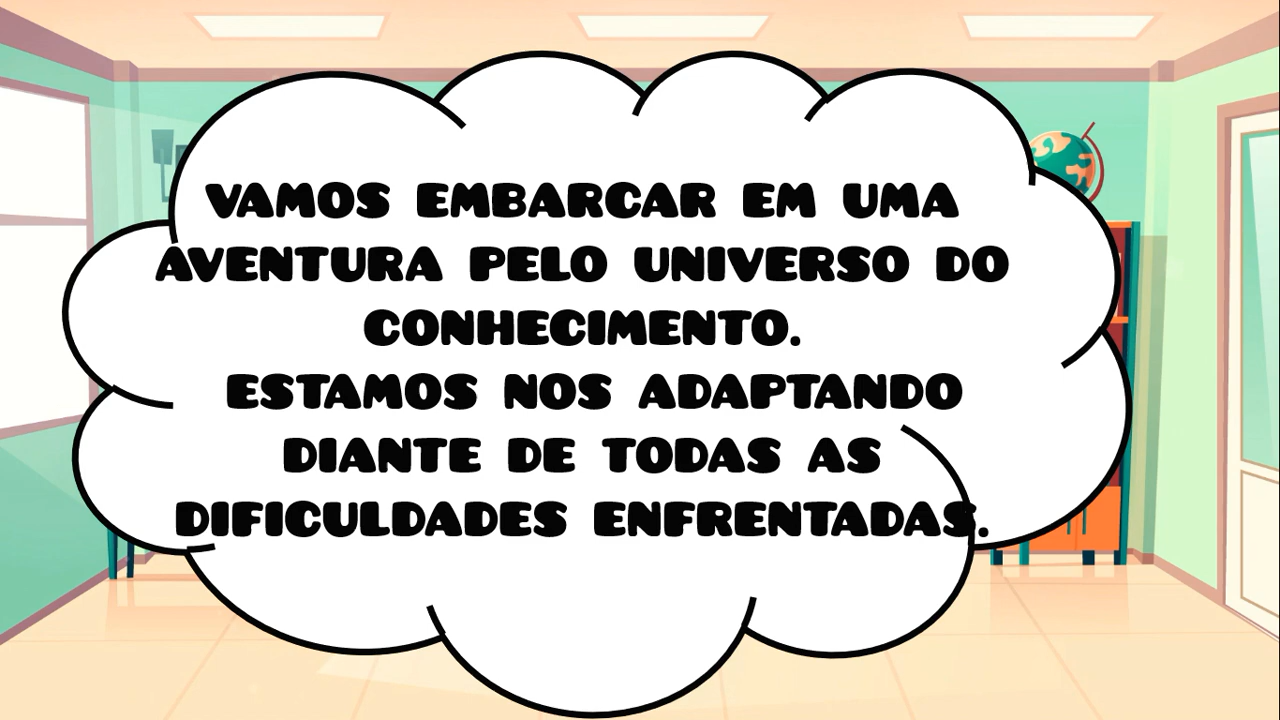 VAMOS EMBARCAR EM UMA
AVENTURA PELO UNIVERSO DO
CONHECIMENTO.
ESTAMOS NOS ADAPTANDO
DIANTE DE TODAS AS
DIFICULDADES ENFRENTADAS.